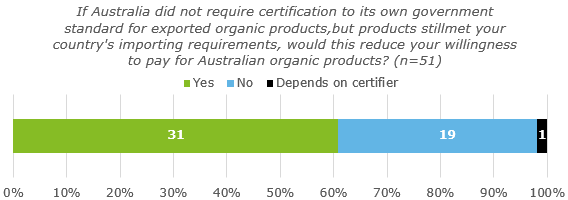 If Australia did not require certification to its own government
standard for exported organic products,but products stillmet your
country's importing requirements, would this reduce your willingness
to pay for Australian organic products? (n=51)
Yes No Depends on certifier
31 19 1
0% 10% 20% 30% 40% 50% 60% 70% 80% 90% 100%